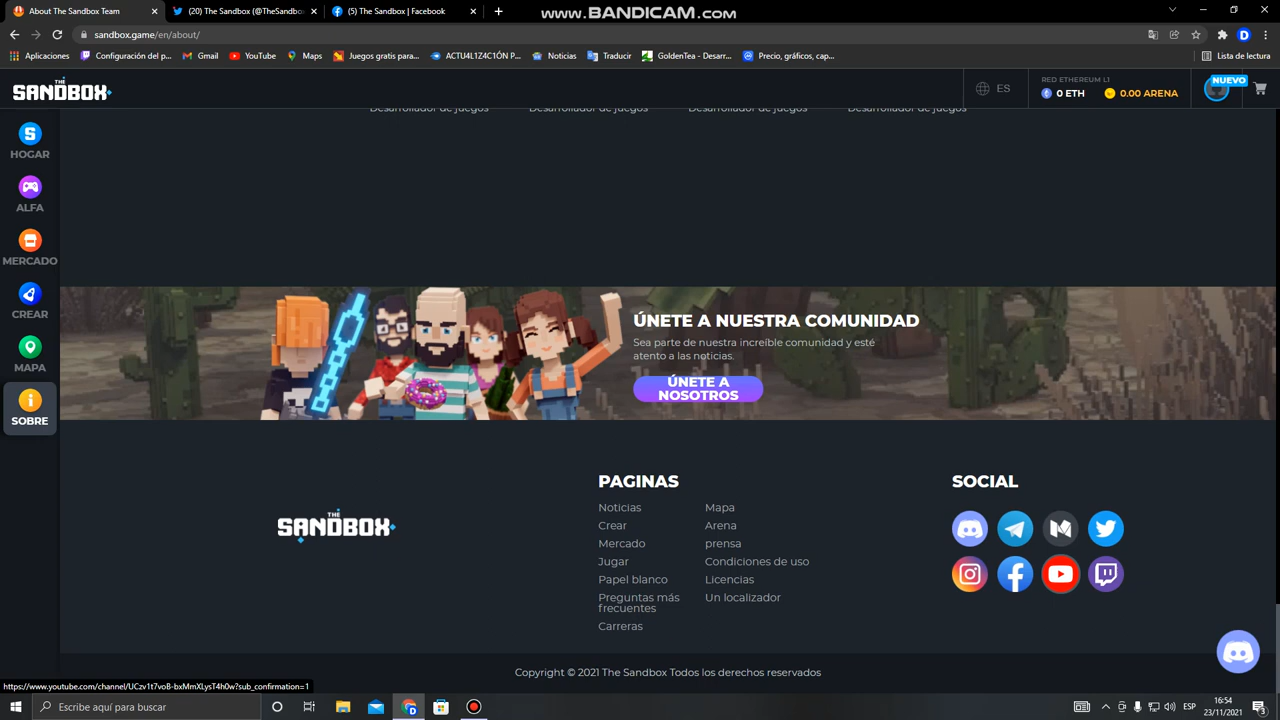 About The Sandbox Team
(20) The Sandbox (@TheSandbox
(5) The Sandbox | Facebook
www.BANDICAM.com
sandbox.game/en/about/
D
Aplicaciones
Configuración del p...
Gmail
YouTube
Maps
Juegos gratis para...
ACTU4L1Z4C1ÓN P...
Noticias
Traducir
GoldenTea - Desarr...
Precio, gráficos, cap...
Lista de lectura
THE SANDBOX
ES
RED ETHEREUM L1
0 ETH
0.00 ARENA
NUEVO
Desarrollador de juegos
Desarrollador de juegos
Desarrollador de juegos
Desarrollador de juegos
HOGAR
ALFA
MERCADO
CREAR
MAPA
SOBRE
ÚNETE A NUESTRA COMUNIDAD
Sea parte de nuestra increíble comunidad y esté
atento a las noticias.
ÚNETE A
NOSOTROS
THE SANDBOX
PAGINAS
Noticias
Crear
Mercado
Jugar
Papel blanco
Preguntas más
frecuentes
Carreras
Mapa
Arena
prensa
Condiciones de uso
Licencias
Un localizador
SOCIAL
Copyright © 2021 The Sandbox Todos los derechos reservados
https://www.youtube.com/channel/UCzv1t7voB-bxMmXLysT4h0w?sub_confirmation=1
Escribe aquí para buscar
ESP
16:54
23/11/2021
3